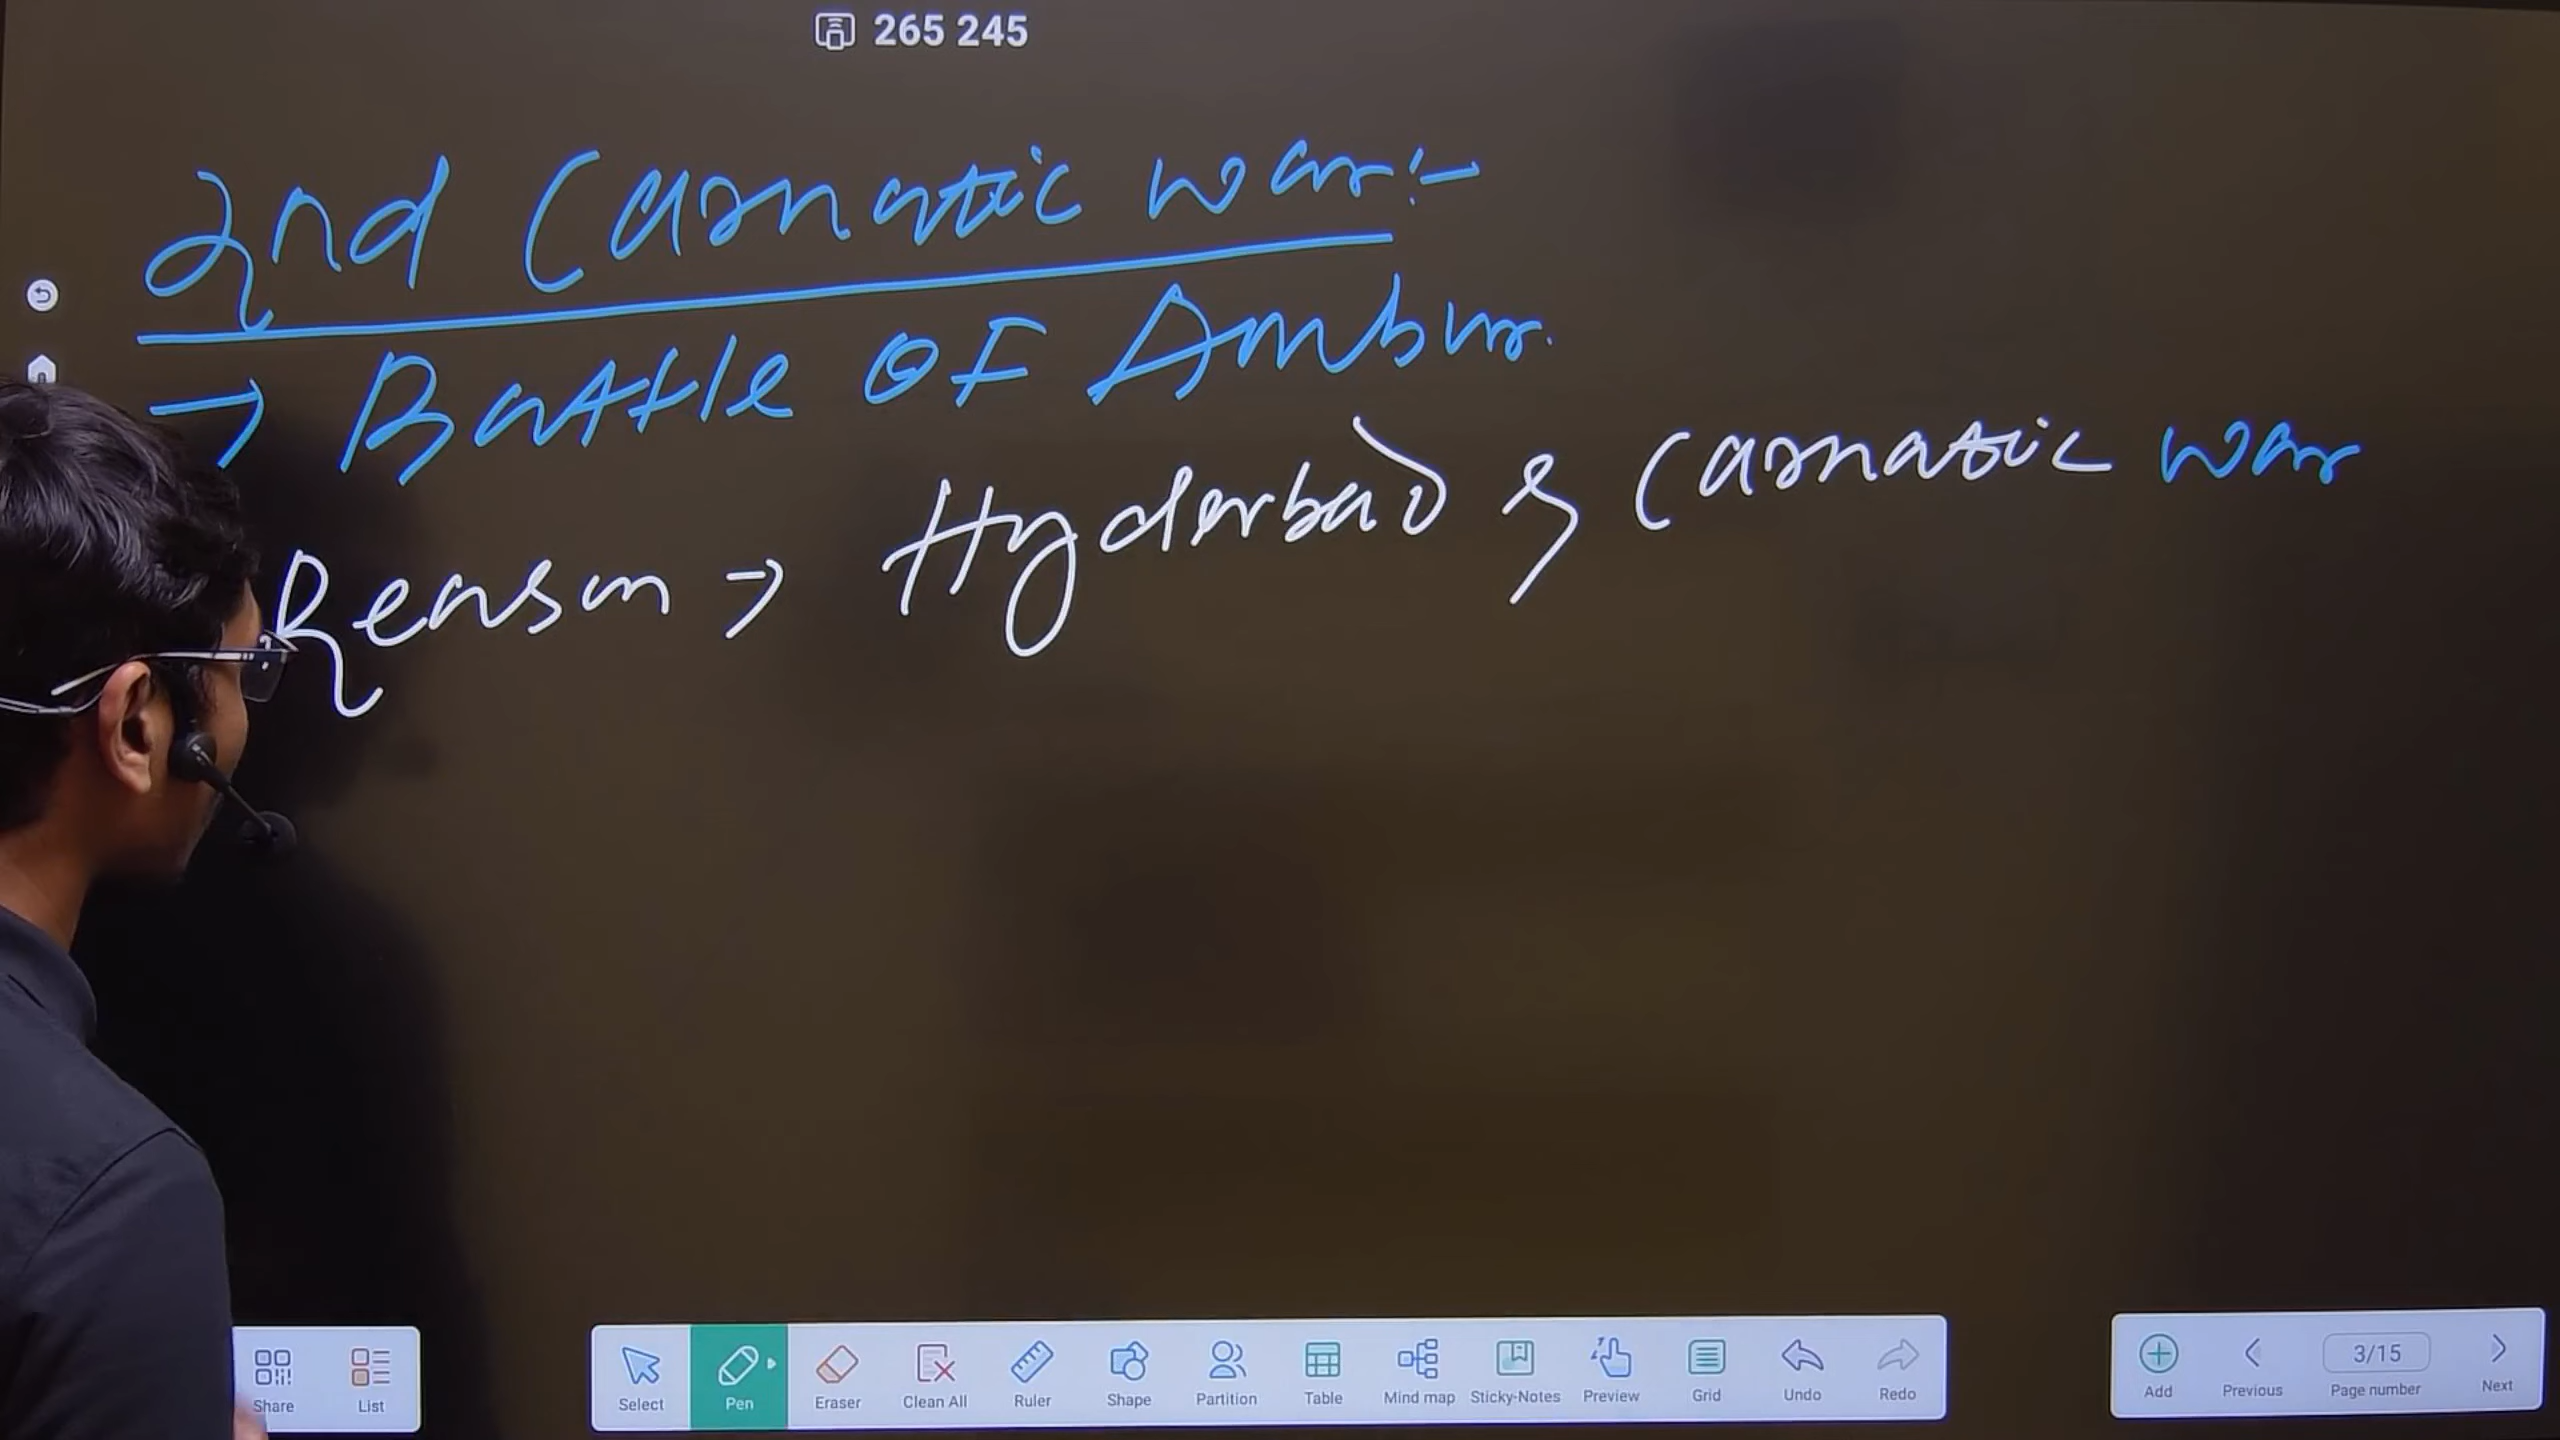 265 245
2nd Carnatic war:-
→ Battle of Ambur.
Reason → Hyderbad & Carnatic war
Share List
Select Pen Eraser Clean All Ruler Shape Partition Table Mind map Sticky-Notes Preview Grid Undo Redo
Add Previous 3/15 Page number Next